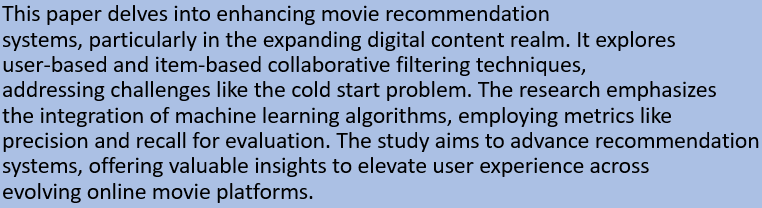 This paper delves into enhancing movie recommendation
systems, particularly in the expanding digital content realm. It explores
user-based and item-based collaborative filtering techniques,
addressing challenges like the cold start problem. The research emphasizes
the integration of machine learning algorithms, employing metrics like
precision and recall for evaluation. The study aims to advance recommendation
systems, offering valuable insights to elevate user experience across
evolving online movie platforms.